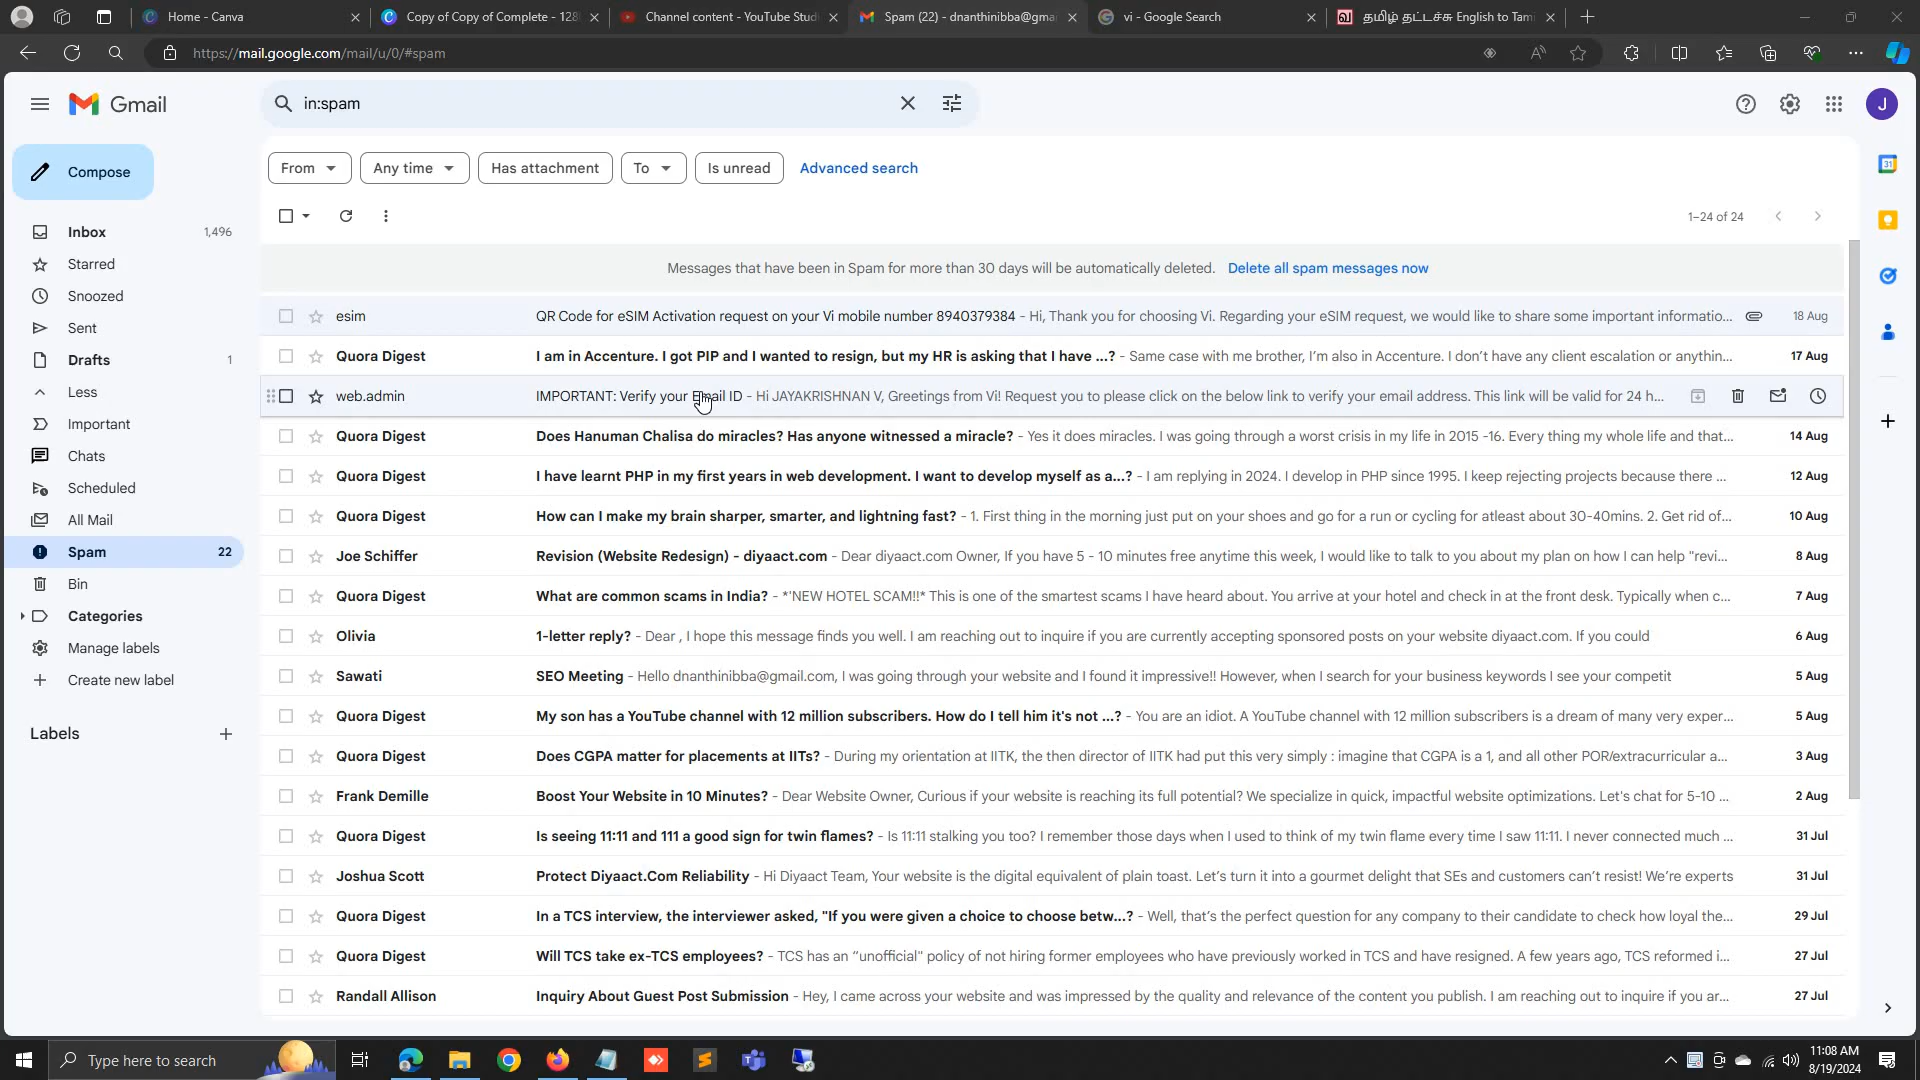 Home - Canva
Copy of Copy of Complete - 128
Channel content - YouTube Stud
Spam (22) - dnanthinibba@gmai
vi - Google Search
தமிழ் தட்டச்சு English to Tami
https://mail.google.com/mail/u/0/#spam
Gmail
in:spam
J
Compose
From
Any time
Has attachment
To
Is unread
Advanced search
1–24 of 24
Messages that have been in Spam for more than 30 days will be automatically deleted. Delete all spam messages now
Inbox 1,496
Starred
Snoozed
Sent
Drafts 1
Less
Important
Chats
Scheduled
All Mail
Spam 22
Bin
Categories
Manage labels
Create new label
Labels
esim QR Code for eSIM Activation request on your Vi mobile number 8940379384 - Hi, Thank you for choosing Vi. Regarding your eSIM request, we would like to share some important informatio... 18 Aug
Quora Digest I am in Accenture. I got PIP and I wanted to resign, but my HR is asking that I have ...? - Same case with me brother, I'm also in Accenture. I don't have any client escalation or anythin... 17 Aug
web.admin IMPORTANT: Verify your Email ID - Hi JAYAKRISHNAN V, Greetings from Vi! Request you to please click on the below link to verify your email address. This link will be valid for 24 h...
Quora Digest Does Hanuman Chalisa do miracles? Has anyone witnessed a miracle? - Yes it does miracles. I was going through a worst crisis in my life in 2015 -16. Every thing my whole life and that... 14 Aug
Quora Digest I have learnt PHP in my first years in web development. I want to develop myself as a...? - I am replying in 2024. I develop in PHP since 1995. I keep rejecting projects because there ... 12 Aug
Quora Digest How can I make my brain sharper, smarter, and lightning fast? - 1. First thing in the morning just put on your shoes and go for a run or cycling for atleast about 30-40mins. 2. Get rid of... 10 Aug
Joe Schiffer Revision (Website Redesign) - diyaact.com - Dear diyaact.com Owner, If you have 5 - 10 minutes free anytime this week, I would like to talk to you about my plan on how I can help "revi... 8 Aug
Quora Digest What are common scams in India? - *'NEW HOTEL SCAM!!* This is one of the smartest scams I have heard about. You arrive at your hotel and check in at the front desk. Typically when c... 7 Aug
Olivia 1-letter reply? - Dear , I hope this message finds you well. I am reaching out to inquire if you are currently accepting sponsored posts on your website diyaact.com. If you could 6 Aug
Sawati SEO Meeting - Hello dnanthinibba@gmail.com, I was going through your website and I found it impressive!! However, when I search for your business keywords I see your competit 5 Aug
Quora Digest My son has a YouTube channel with 12 million subscribers. How do I tell him it's not ...? - You are an idiot. A YouTube channel with 12 million subscribers is a dream of many very exper... 5 Aug
Quora Digest Does CGPA matter for placements at IITs? - During my orientation at IITK, the then director of IITK had put this very simply : imagine that CGPA is a 1, and all other POR/extracurricular a... 3 Aug
Frank Demille Boost Your Website in 10 Minutes? - Dear Website Owner, Curious if your website is reaching its full potential? We specialize in quick, impactful website optimizations. Let's chat for 5-10 ... 2 Aug
Quora Digest Is seeing 11:11 and 111 a good sign for twin flames? - Is 11:11 stalking you too? I remember those days when I used to think of my twin flame every time I saw 11:11. I never connected much ... 31 Jul
Joshua Scott Protect Diyaact.Com Reliability - Hi Diyaact Team, Your website is the digital equivalent of plain toast. Let's turn it into a gourmet delight that SEs and customers can't resist! We're experts 31 Jul
Quora Digest In a TCS interview, the interviewer asked, "If you were given a choice to choose betw...? - Well, that's the perfect question for any company to their candidate to check how loyal the... 29 Jul
Quora Digest Will TCS take ex-TCS employees? - TCS has an “unofficial" policy of not hiring former employees who have previously worked in TCS and have resigned. A few years ago, TCS reformed i... 27 Jul
Randall Allison Inquiry About Guest Post Submission - Hey, I came across your website and was impressed by the quality and relevance of the content you publish. I am reaching out to inquire if you ar... 27 Jul
Type here to search
11:08 AM
8/19/2024